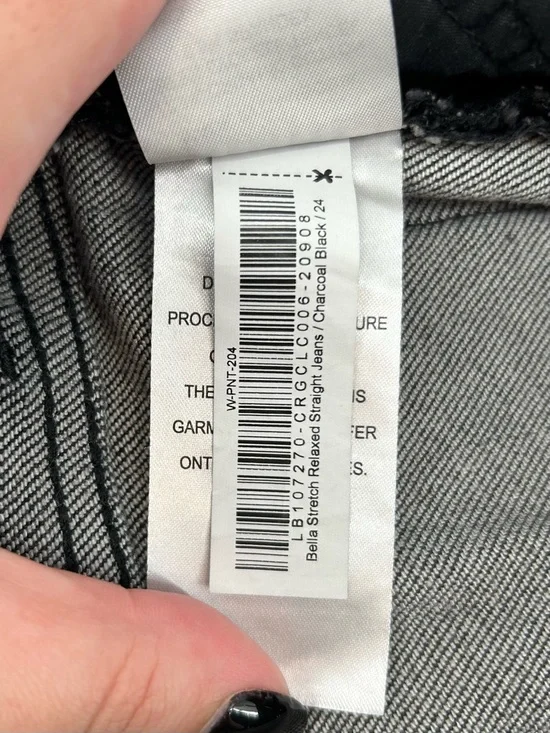 W-PNT-204
LB107270-CRGCLC006-20908
Bella Stretch Relaxed Straight Jeans / Charcoal Black / 24
D
PROC URE
THE IS
GARM FER
ONT ES.